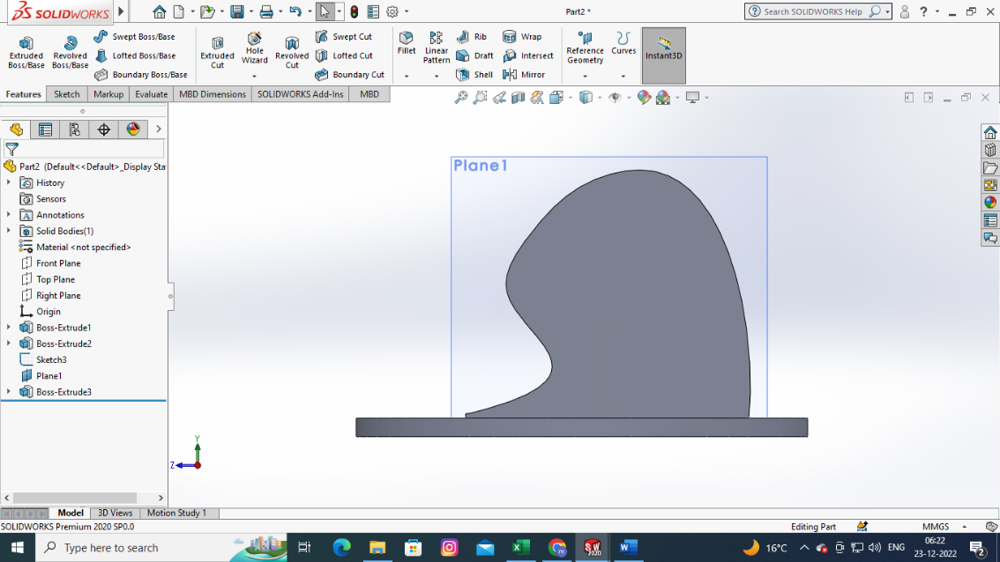 SOLIDWORKS
Part2 *
Search SOLIDWORKS Help
?
Extruded Boss/Base
Revolved Boss/Base
Swept Boss/Base
Lofted Boss/Base
Boundary Boss/Base
Extruded Cut
Hole Wizard
Revolved Cut
Swept Cut
Lofted Cut
Boundary Cut
Fillet
Linear Pattern
Rib
Draft
Shell
Wrap
Intersect
Mirror
Reference Geometry
Curves
Instant3D
Features
Sketch
Markup
Evaluate
MBD Dimensions
SOLIDWORKS Add-Ins
MBD
Part2 (Default<<Default>_Display Sta
History
Sensors
Annotations
Solid Bodies(1)
Material <not specified>
Front Plane
Top Plane
Right Plane
Origin
Boss-Extrude1
Boss-Extrude2
Sketch3
Plane1
Boss-Extrude3
Plane1
Y
Z
Model
3D Views
Motion Study 1
SOLIDWORKS Premium 2020 SP0.0
Editing Part
MMGS
Type here to search
SW
2020
16°C
ENG
06:22
23-12-2022
2